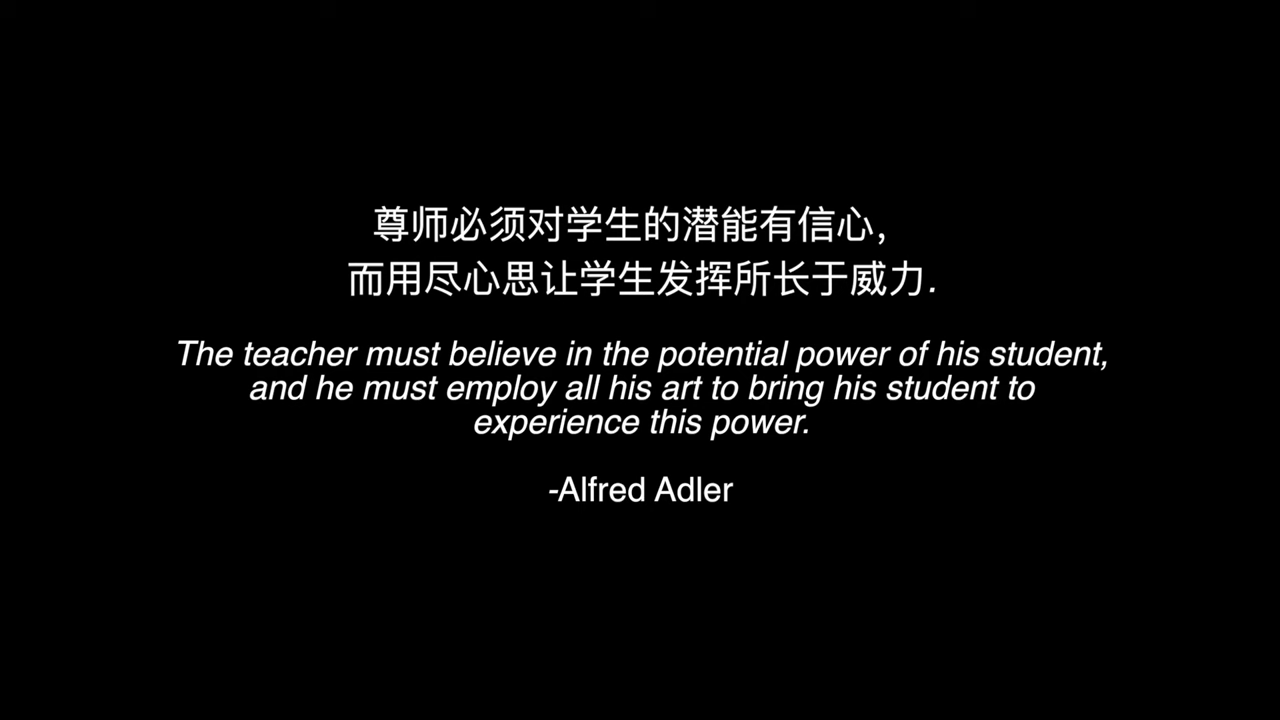 尊师必须对学生的潜能有信心，
而用尽心思让学生发挥所长于威力.
The teacher must believe in the potential power of his student,
and he must employ all his art to bring his student to
experience this power.
-Alfred Adler